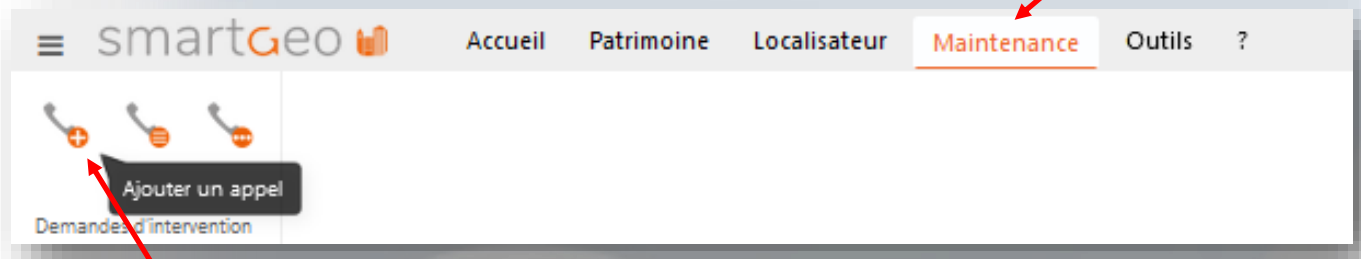 smartGeo Accueil Patrimoine Localisateur Maintenance Outils ?
Ajouter un appel
Demandes d'intervention